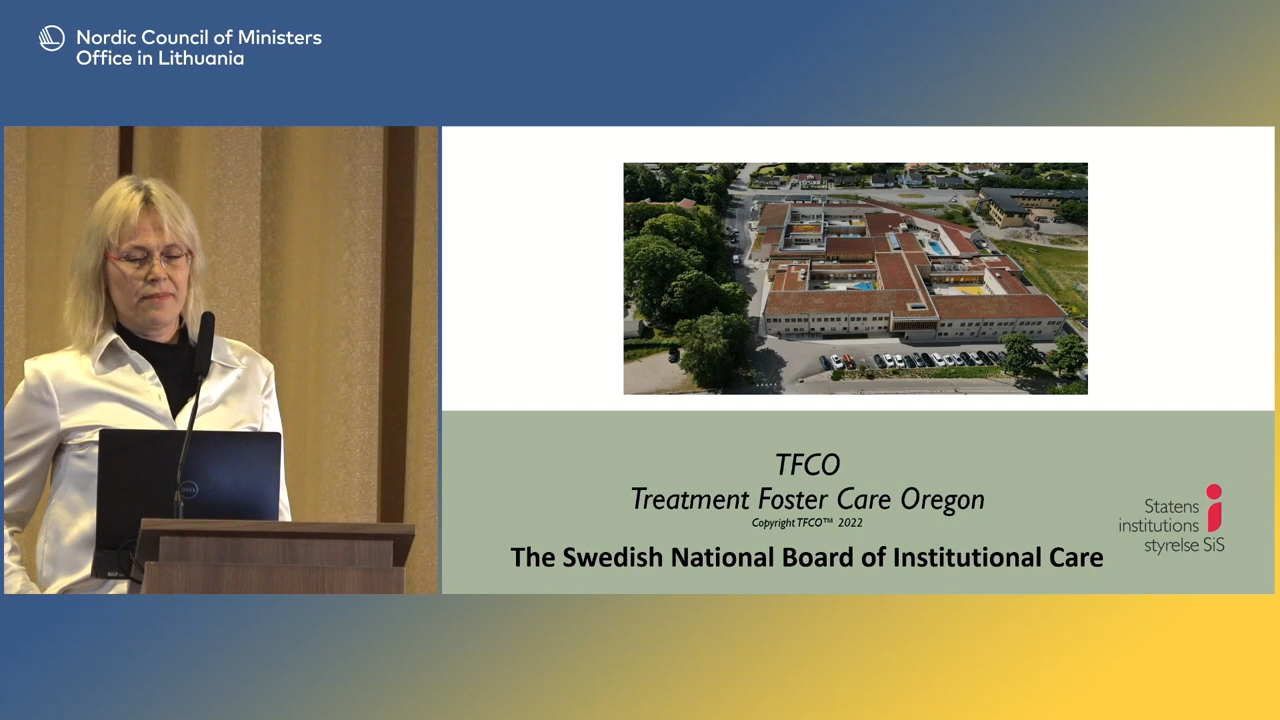 Nordic Council of Ministers
Office in Lithuania
DELL
TFCO
Treatment Foster Care Oregon
Copyright TFCO™ 2022
The Swedish National Board of Institutional Care
Statens
institutions
styrelse SiS